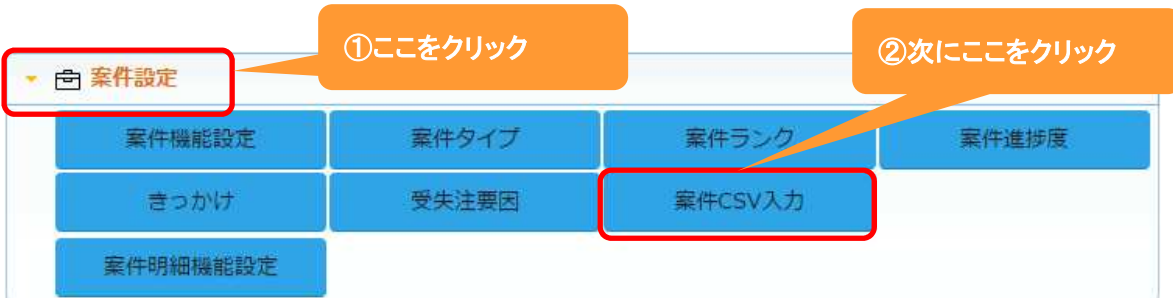 ①ここをクリック
②次にここをクリック
案件設定
案件機能設定 案件タイプ 案件ランク 案件進捗度
きっかけ 受失注要因 案件CSV入力
案件明細機能設定